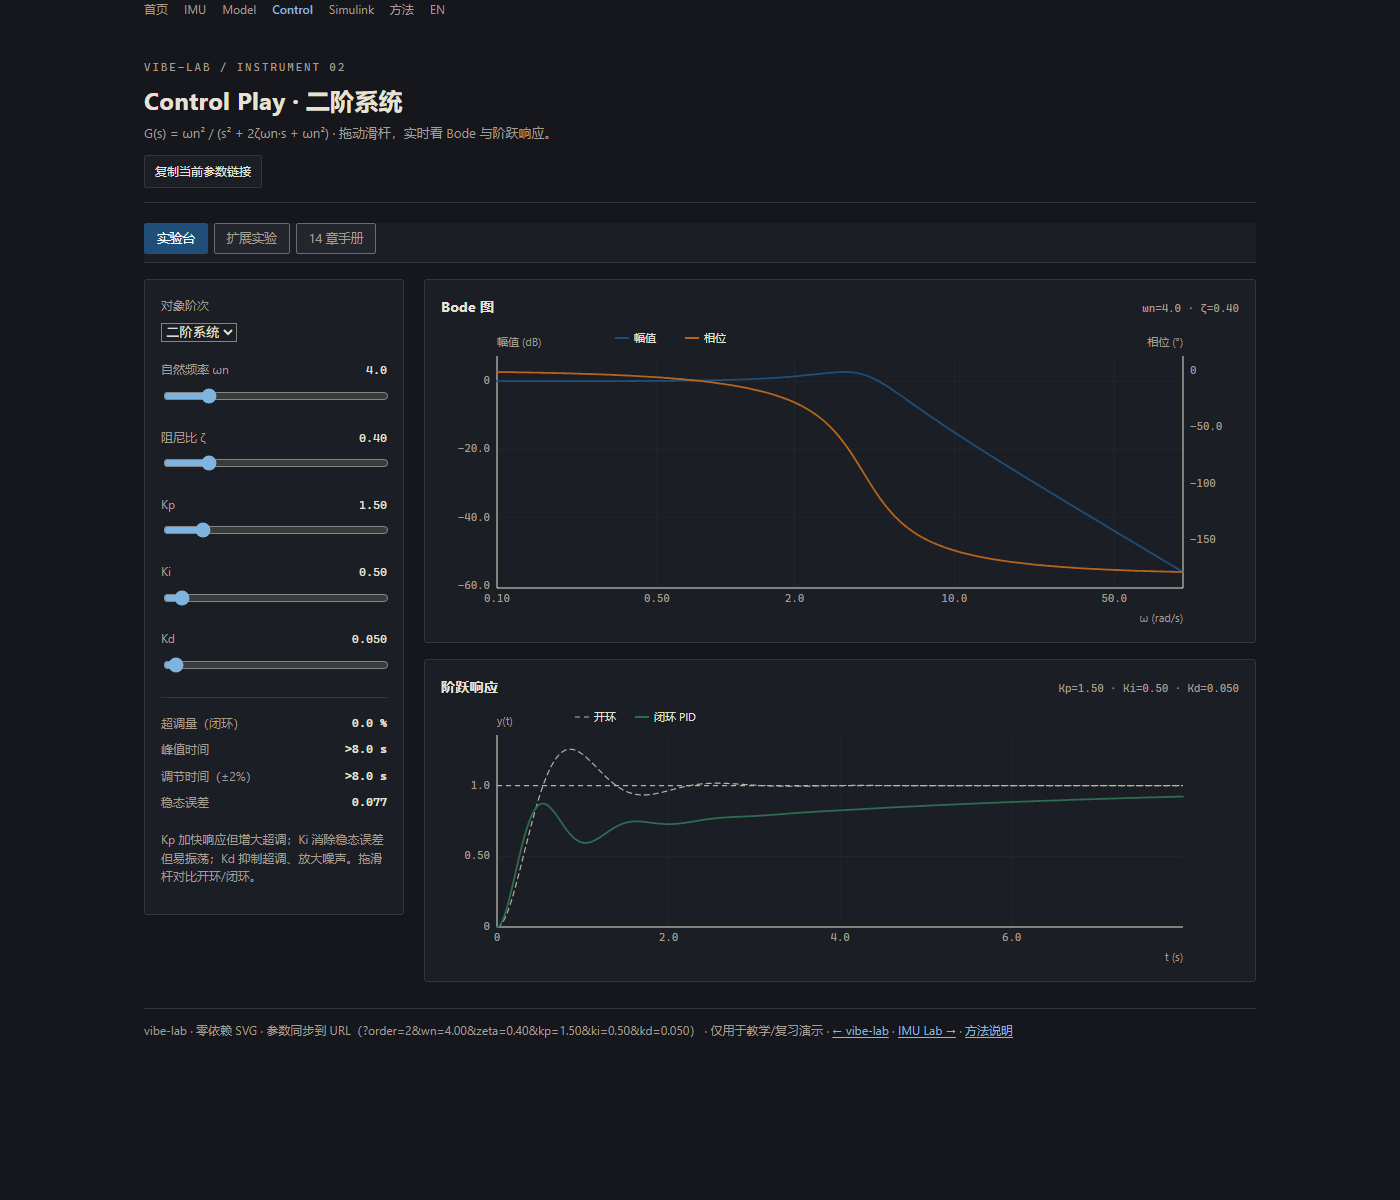 首页 IMU Model Control Simulink 方法 EN
VIBE-LAB / INSTRUMENT 02
Control Play · 二阶系统
G(s) = ωn² / (s² + 2ζωn·s + ωn²) · 拖动滑杆，实时看 Bode 与阶跃响应。
复制当前参数链接
实验台 扩展实验 14 章手册
对象阶次
二阶系统
自然频率 ωn 4.0
阻尼比 ζ 0.40
Kp 1.50
Ki 0.50
Kd 0.050
超调量（闭环） 0.0 %
峰值时间 >8.0 s
调节时间（±2%） >8.0 s
稳态误差 0.077
Kp 加快响应但增大超调；Ki 消除稳态误差
但易振荡；Kd 抑制超调、放大噪声。拖滑
杆对比开环/闭环。
Bode 图 ωn=4.0 · ζ=0.40
幅值 (dB) 幅值 相位 相位 (°)
0 0
−20.0 −50.0
−40.0 −100
−60.0 −150
0.10 0.50 2.0 10.0 50.0
ω (rad/s)
阶跃响应 Kp=1.50 · Ki=0.50 · Kd=0.050
y(t) 开环 闭环 PID
1.0
0.50
0
0 2.0 4.0 6.0
t (s)
vibe-lab · 零依赖 SVG · 参数同步到 URL（?order=2&wn=4.00&zeta=0.40&kp=1.50&ki=0.50&kd=0.050） · 仅用于教学/复习演示 · ← vibe-lab · IMU Lab → · 方法说明